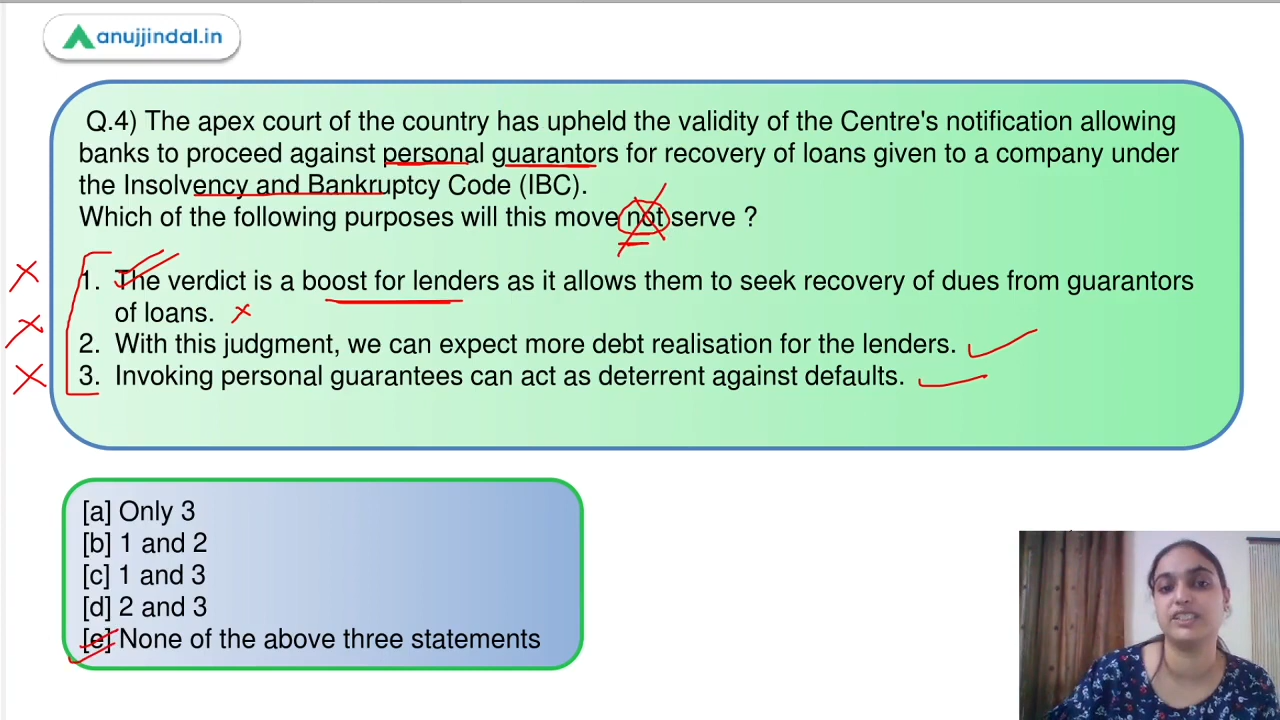 anujjindal.in
Q.4) The apex court of the country has upheld the validity of the Centre's notification allowing
banks to proceed against personal guarantors for recovery of loans given to a company under
the Insolvency and Bankruptcy Code (IBC).
Which of the following purposes will this move not serve ?
1. The verdict is a boost for lenders as it allows them to seek recovery of dues from guarantors
of loans.
2. With this judgment, we can expect more debt realisation for the lenders.
3. Invoking personal guarantees can act as deterrent against defaults.
[a] Only 3
[b] 1 and 2
[c] 1 and 3
[d] 2 and 3
[e] None of the above three statements